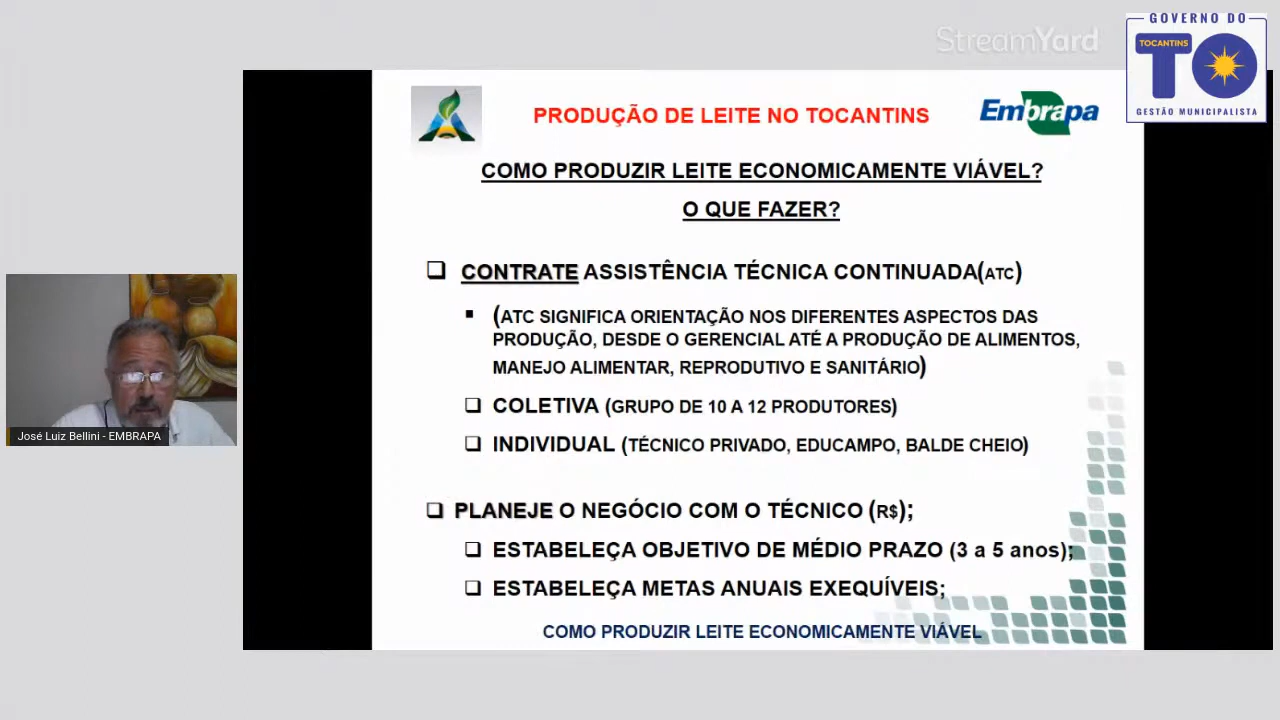 StreamYard
GOVERNO DO
TOCANTINS
TO
GESTÃO MUNICIPALISTA
PRODUÇÃO DE LEITE NO TOCANTINS
Embrapa
COMO PRODUZIR LEITE ECONOMICAMENTE VIÁVEL?
O QUE FAZER?
CONTRATE ASSISTÊNCIA TÉCNICA CONTINUADA(ATC)
(ATC SIGNIFICA ORIENTAÇÃO NOS DIFERENTES ASPECTOS DAS
PRODUÇÃO, DESDE O GERENCIAL ATÉ A PRODUÇÃO DE ALIMENTOS,
MANEJO ALIMENTAR, REPRODUTIVO E SANITÁRIO)
COLETIVA (GRUPO DE 10 A 12 PRODUTORES)
INDIVIDUAL (TÉCNICO PRIVADO, EDUCAMPO, BALDE CHEIO)
PLANEJE O NEGÓCIO COM O TÉCNICO (R$);
ESTABELEÇA OBJETIVO DE MÉDIO PRAZO (3 a 5 anos);
ESTABELEÇA METAS ANUAIS EXEQUÍVEIS;
COMO PRODUZIR LEITE ECONOMICAMENTE VIÁVEL
José Luiz Bellini - EMBRAPA